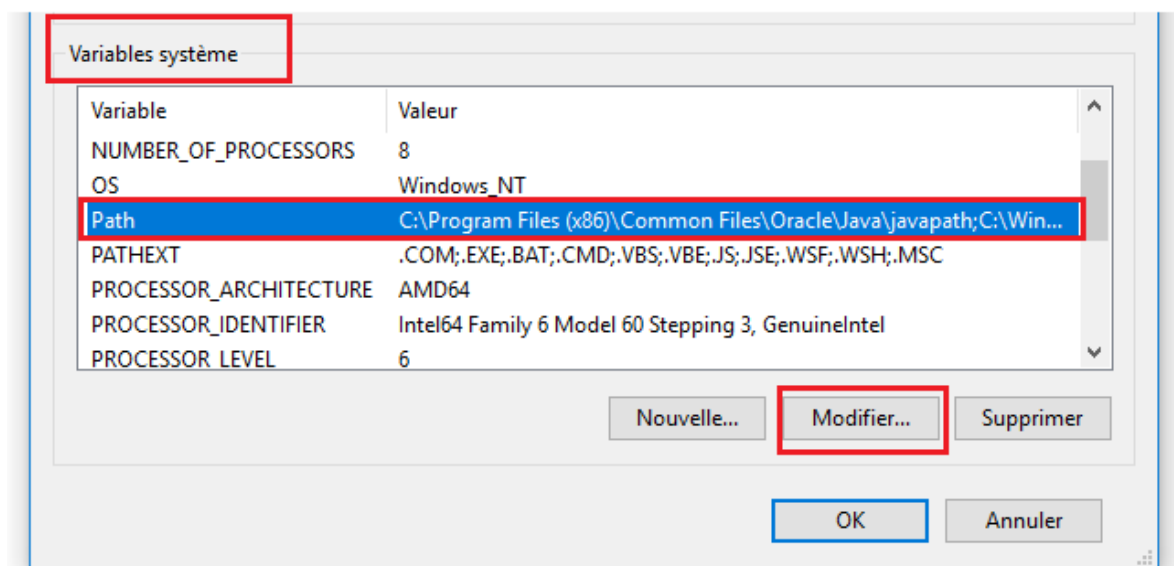 Variables système
Variable Valeur
NUMBER_OF_PROCESSORS 8
OS Windows_NT
Path C:\Program Files (x86)\Common Files\Oracle\Java\javapath;C:\Win...
PATHEXT .COM;.EXE;.BAT;.CMD;.VBS;.VBE;.JS;.JSE;.WSF;.WSH;.MSC
PROCESSOR_ARCHITECTURE AMD64
PROCESSOR_IDENTIFIER Intel64 Family 6 Model 60 Stepping 3, GenuineIntel
PROCESSOR_LEVEL 6
Nouvelle... Modifier... Supprimer
OK Annuler